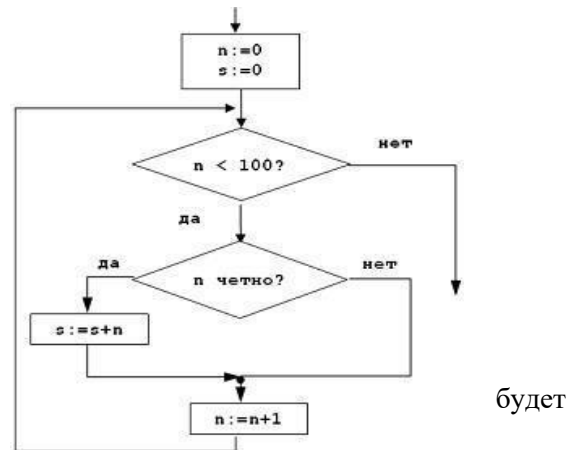 n:=0
s:=0
n < 100?
нет
да
n четно?
да
нет
s:=s+n
n:=n+1
будет